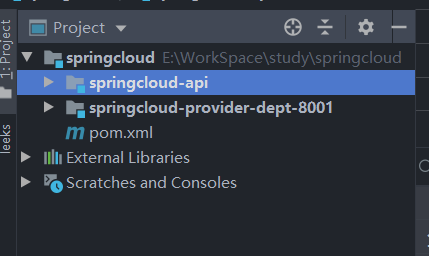 Project
1: Project
springcloud E:\WorkSpace\study\springcloud
springcloud-api
springcloud-provider-dept-8001
pom.xml
External Libraries
Scratches and Consoles
leeks